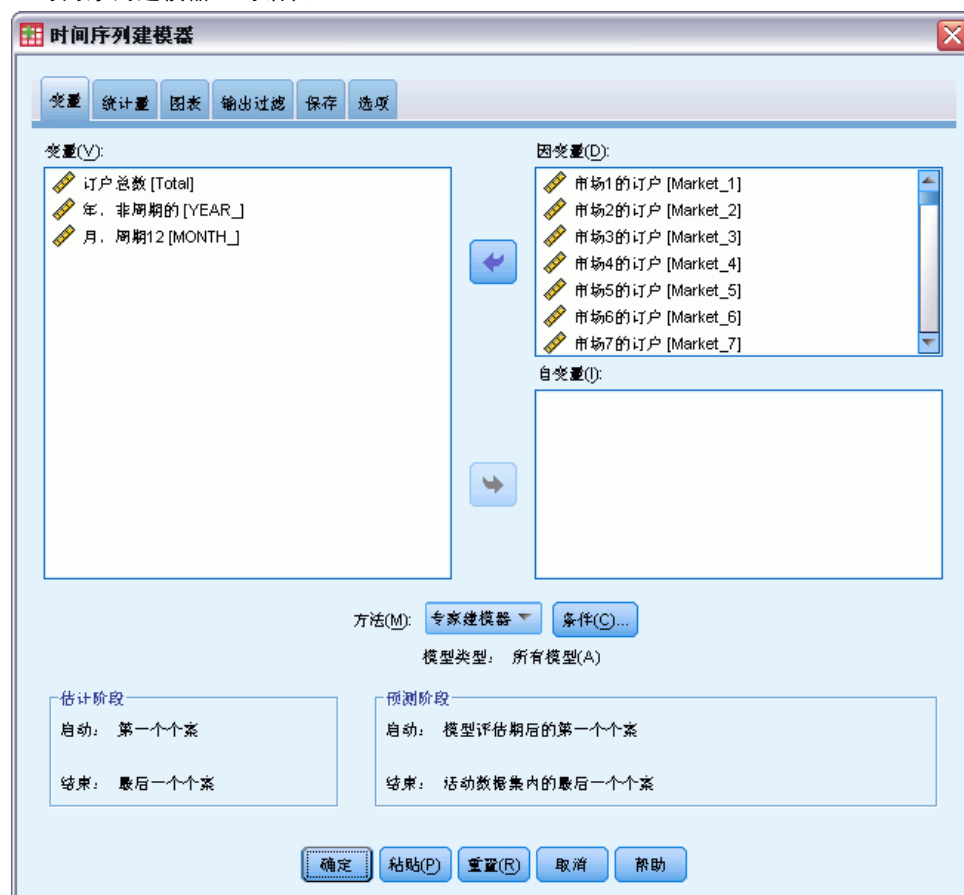 时间序列建模器
变量 统计量 图表 输出过滤 保存 选项
变量(V):
订户总数 [Total]
年，非周期的 [YEAR_]
月，周期12 [MONTH_]
因变量(D):
市场1的订户 [Market_1]
市场2的订户 [Market_2]
市场3的订户 [Market_3]
市场4的订户 [Market_4]
市场5的订户 [Market_5]
市场6的订户 [Market_6]
市场7的订户 [Market_7]
自变量(I):
方法(M): 专家建模器 条件(C)...
模型类型： 所有模型(A)
估计阶段
启动： 第一个个案
结束： 最后一个个案
预测阶段
启动： 模型评估期后的第一个个案
结束： 活动数据集内的最后一个个案
确定 粘贴(P) 重置(R) 取消 帮助